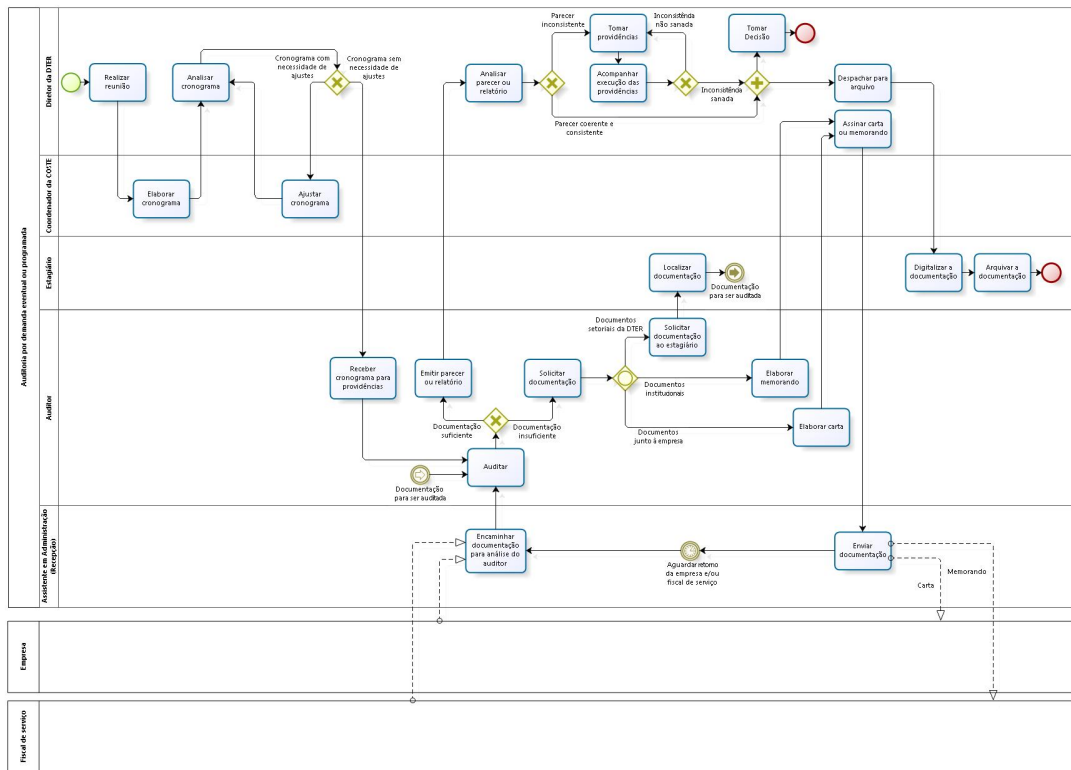 Auditoria por demanda eventual ou programada
Diretor da DTER
Realizar
reunião
Analisar
cronograma
Cronograma com
necessidade de
ajustes
Cronograma sem
necessidade de
ajustes
Analisar
parecer ou
relatório
Parecer
inconsistente
Tomar
providências
Inconsistência
não sanada
Acompanhar
execução das
providências
Inconsistência
sanada
Parecer coerente e
consistente
Tomar
Decisão
Despachar para
arquivo
Assinar carta
ou memorando
Coordenador da COSTE
Elaborar
cronograma
Ajustar
cronograma
Estagiário
Localizar
documentação
Documentação
para ser auditada
Digitalizar a
documentação
Arquivar a
documentação
Auditor
Receber
cronograma para
providências
Emitir parecer
ou relatório
Documentação
suficiente
Documentação
insuficiente
Solicitar
documentação
Documentos
setoriais da DTER
Solicitar
documentação
ao estagiário
Documentos
institucionais
Elaborar
memorando
Documentos
junto à empresa
Elaborar carta
Auditar
Documentação
para ser auditada
Assistente em Administração
(Recepção)
Encaminhar
documentação
para análise do
auditor
Aguardar retorno
da empresa e/ou
fiscal de serviço
Enviar
documentação
Memorando
Carta
Empresa
Fiscal de serviço